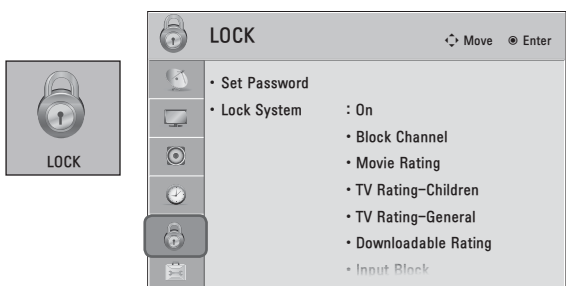 LOCK
LOCK Move Enter
• Set Password
• Lock System : On
• Block Channel
• Movie Rating
• TV Rating-Children
• TV Rating-General
• Downloadable Rating
• Input Block